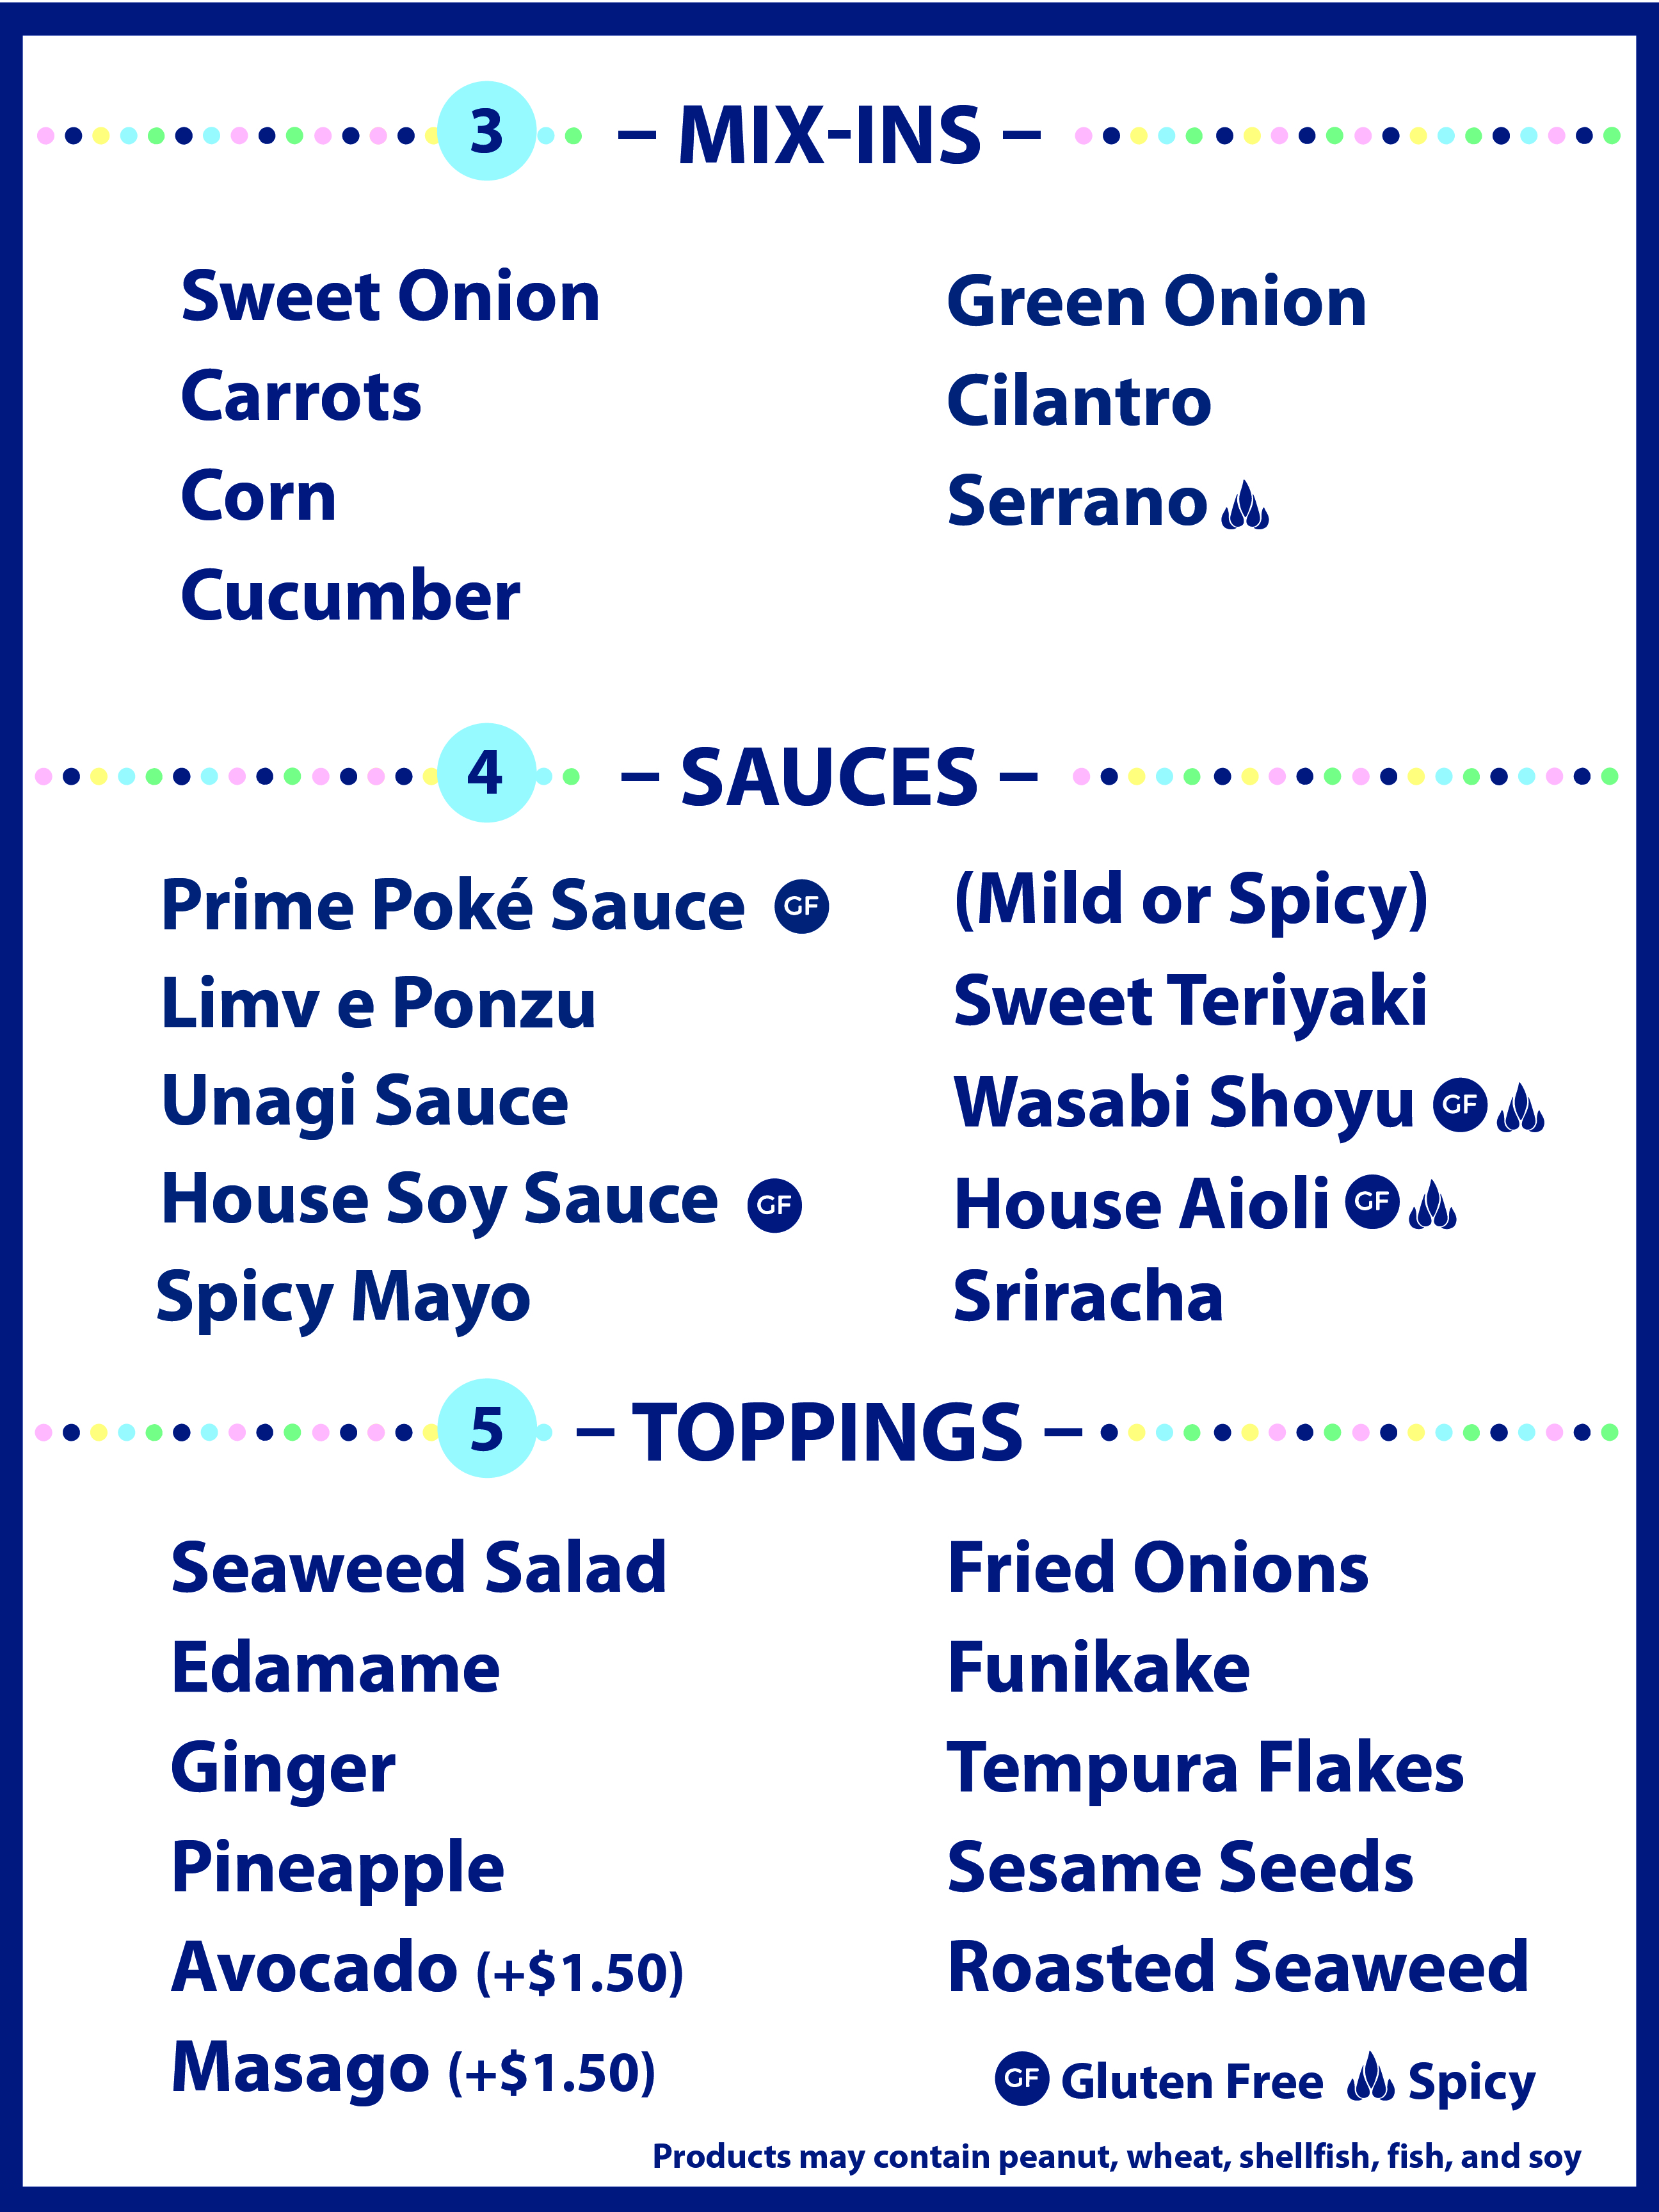 3
– MIX-INS –
Sweet Onion
Carrots
Corn
Cucumber
Green Onion
Cilantro
Serrano
4
– SAUCES –
Prime Poké Sauce GF
Limv e Ponzu
Unagi Sauce
House Soy Sauce GF
Spicy Mayo
(Mild or Spicy)
Sweet Teriyaki
Wasabi Shoyu GF
House Aioli GF
Sriracha
5
– TOPPINGS –
Seaweed Salad
Edamame
Ginger
Pineapple
Avocado (+$1.50)
Masago (+$1.50)
Fried Onions
Funikake
Tempura Flakes
Sesame Seeds
Roasted Seaweed
GF Gluten Free Spicy
Products may contain peanut, wheat, shellfish, fish, and soy